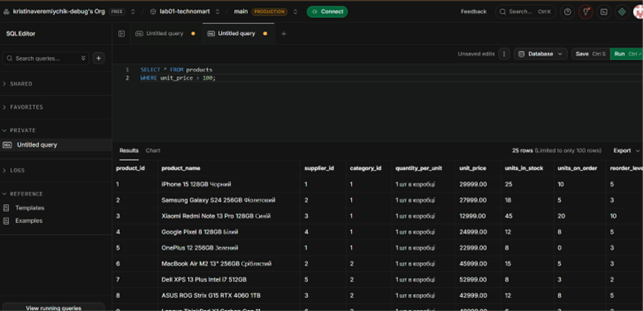 kristinaveremiychik-debug's Org FREE lab01-technomart main PRODUCTION Connect Feedback Search... Ctrl K
SQL Editor
Untitled query Untitled query
Search queries...
Unsaved edits Database Save Ctrl S Run Ctrl
1 SELECT * FROM products
2 WHERE unit_price > 100;
SHARED
FAVORITES
PRIVATE
Untitled query
LOGS
REFERENCE
Templates
Examples
View running queries
Results Chart 25 rows (Limited to only 100 rows) Export
product_id product_name supplier_id category_id quantity_per_unit unit_price units_in_stock units_on_order reorder_leve
1 iPhone 15 128GB Чорний 1 1 1 шт в коробці 29999.00 25 10 5
2 Samsung Galaxy S24 256GB Фіолетовий 2 1 1 шт в коробці 27999.00 18 5 3
3 Xiaomi Redmi Note 13 Pro 128GB Синій 3 1 1 шт в коробці 12999.00 45 20 10
4 Google Pixel 8 128GB Білий 4 1 1 шт в коробці 24999.00 12 8 5
5 OnePlus 12 256GB Зелений 1 1 1 шт в коробці 22999.00 8 0 3
6 MacBook Air M2 13" 256GB Сріблястий 2 2 1 шт в коробці 45999.00 15 5 3
7 Dell XPS 13 Plus Intel i7 512GB 5 2 1 шт в коробці 52999.00 8 3 2
8 ASUS ROG Strix G15 RTX 4060 1TB 3 2 1 шт в коробці 42999.00 12 8 5